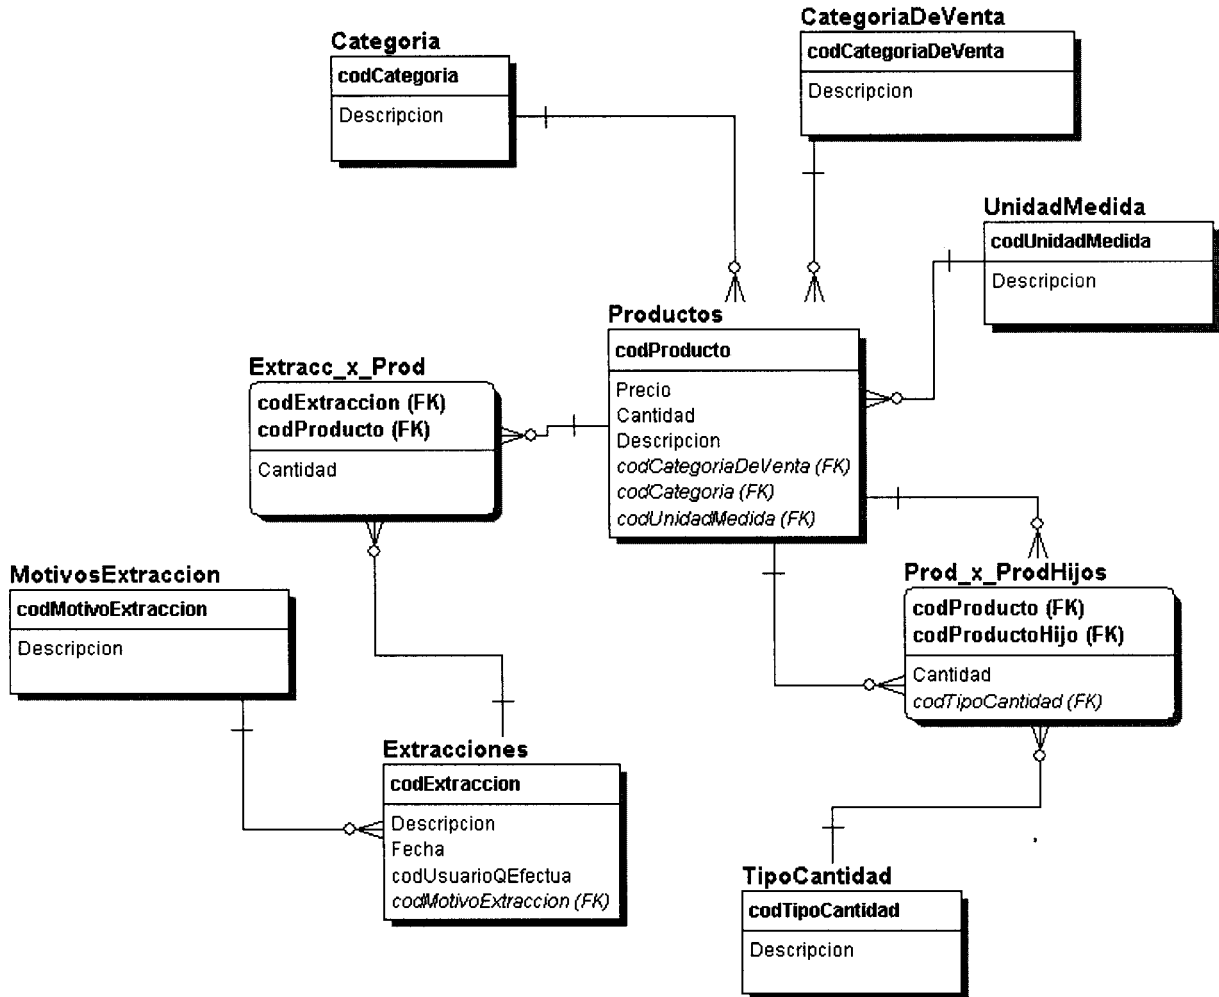 CategoriaDeVenta
codCategoriaDeVenta
Descripcion
Categoria
codCategoria
Descripcion
UnidadMedida
codUnidadMedida
Descripcion
Productos
codProducto
Precio
Cantidad
Descripcion
codCategoriaDeVenta (FK)
codCategoria (FK)
codUnidadMedida (FK)
Extracc_x_Prod
codExtraccion (FK)
codProducto (FK)
Cantidad
MotivosExtraccion
codMotivoExtraccion
Descripcion
Prod_x_ProdHijos
codProducto (FK)
codProductoHijo (FK)
Cantidad
codTipoCantidad (FK)
Extracciones
codExtraccion
Descripcion
Fecha
codUsuarioQEfectua
codMotivoExtraccion (FK)
TipoCantidad
codTipoCantidad
Descripcion